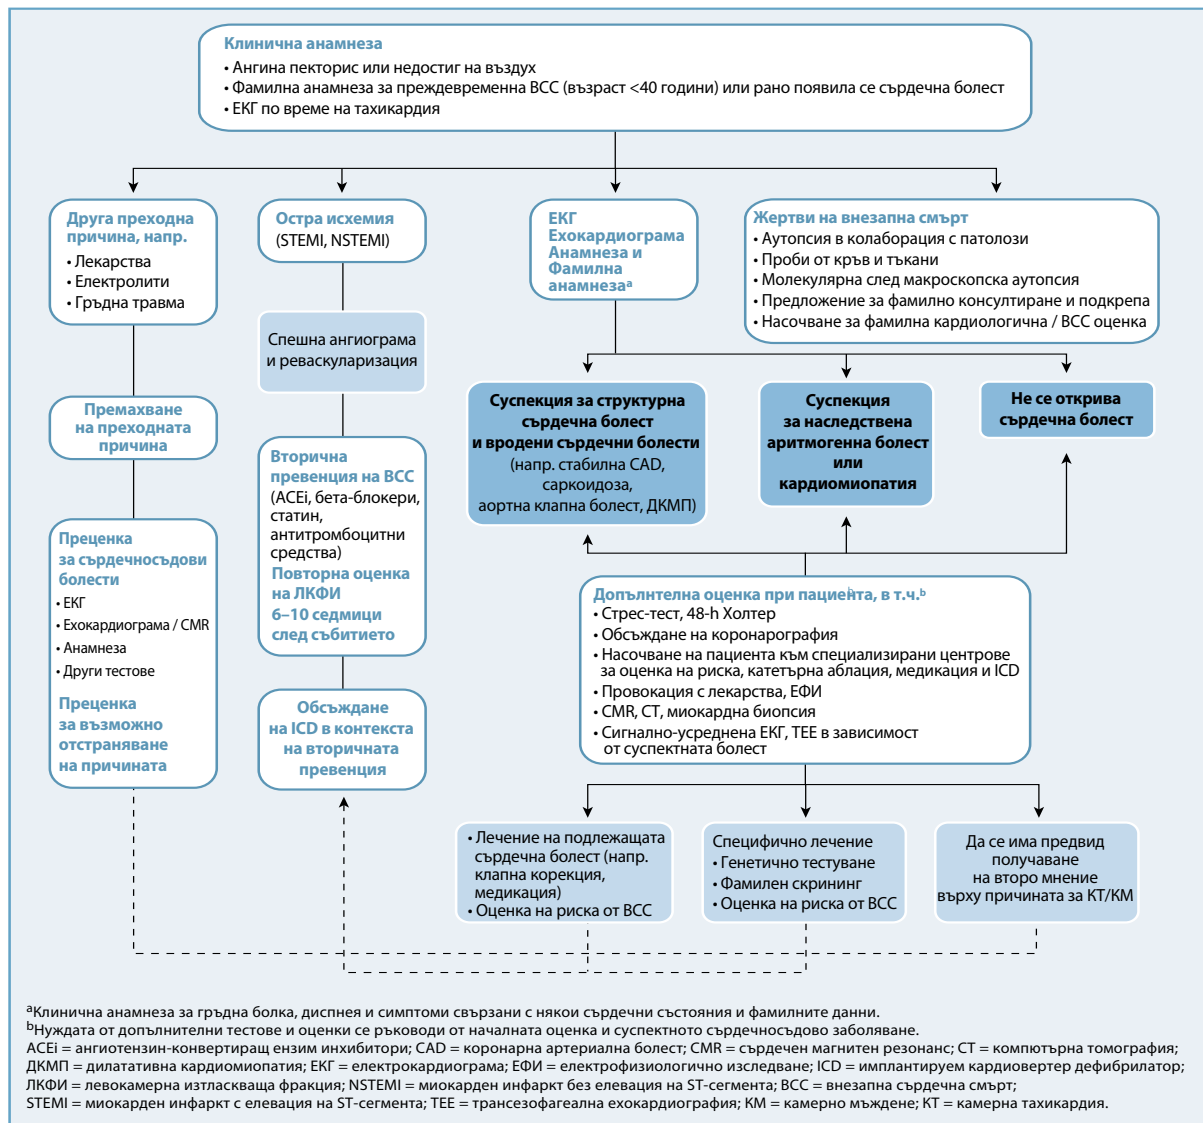 Клинична анамнеза
• Ангина пекторис или недостиг на въздух
• Фамилна анамнеза за преждевременна ВСС (възраст <40 години) или рано появила се сърдечна болест
• ЕКГ по време на тахикардия
Друга преходна
причина, напр.
• Лекарства
• Електролити
• Гръдна травма
Остра исхемия
(STEMI, NSTEMI)
ЕКГ
Ехокардиограма
Анамнеза и
Фамилна
анамнезаᵃ
Жертви на внезапна смърт
• Аутопсия в колаборация с патолози
• Проби от кръв и тъкани
• Молекулярна след макроскопска аутопсия
• Предложение за фамилно консултиране и подкрепа
• Насочване за фамилна кардиологична / ВСС оценка
Спешна ангиограма
и реваскуларизация
Премахване
на преходната
причина
Суспекция за структурна
сърдечна болест
и вродени сърдечни болести
(напр. стабилна CAD,
саркоидоза,
аортна клапна болест, ДКМП)
Суспекция
за наследствена
аритмогенна болест
или
кардиомиопатия
Не се открива
сърдечна болест
Вторична
превенция на ВСС
(ACEi, бета-блокери,
статин,
антитромбоцитни
средства)
Повторна оценка
на ЛКФИ
6–10 седмици
след събитието
Преценка
за сърдечносъдови
болести
• ЕКГ
• Ехокардиограма / CMR
• Анамнеза
• Други тестове
Преценка
за възможно
отстраняване
на причината
Допълнтелна оценка при пациента, в т.ч.ᵇ
• Стрес-тест, 48-h Холтер
• Обсъждане на коронарография
• Насочване на пациента към специализирани центрове
за оценка на риска, катетърна аблация, медикация и ICD
• Провокация с лекарства, ЕФИ
• CMR, CT, миокардна биопсия
• Сигнално-усреднена ЕКГ, TEE в зависимост
от суспектната болест
Обсъждане
на ICD в контекста
на вторичната
превенция
• Лечение на подлежащата
сърдечна болест (напр.
клапна корекция,
медикация)
• Оценка на риска от ВСС
Специфично лечение
• Генетично тестуване
• Фамилен скрининг
• Оценка на риска от ВСС
Да се има предвид
получаване
на второ мнение
върху причината за КТ/КМ
ᵃКлинична анамнеза за гръдна болка, диспнея и симптоми свързани с някои сърдечни състояния и фамилните данни.
ᵇНуждата от допълнителни тестове и оценки се ръководи от началната оценка и суспектното сърдечносъдово заболяване.
ACEi = ангиотензин-конвертиращ ензим инхибитори; CAD = коронарна артериална болест; CMR = сърдечен магнитен резонанс; CT = компютърна томография;
ДКМП = дилатативна кардиомиопатия; ЕКГ = електрокардиограма; ЕФИ = електрофизиологично изследване; ICD = имплантируем кардиовертер дефибрилатор;
ЛКФИ = левокамерна изтласкваща фракция; NSTEMI = миокарден инфаркт без елевация на ST-сегмента; ВСС = внезапна сърдечна смърт;
STEMI = миокарден инфаркт с елевация на ST-сегмента; TEE = трансезофагеална ехокардиография; КМ = камерно мъждене; КТ = камерна тахикардия.